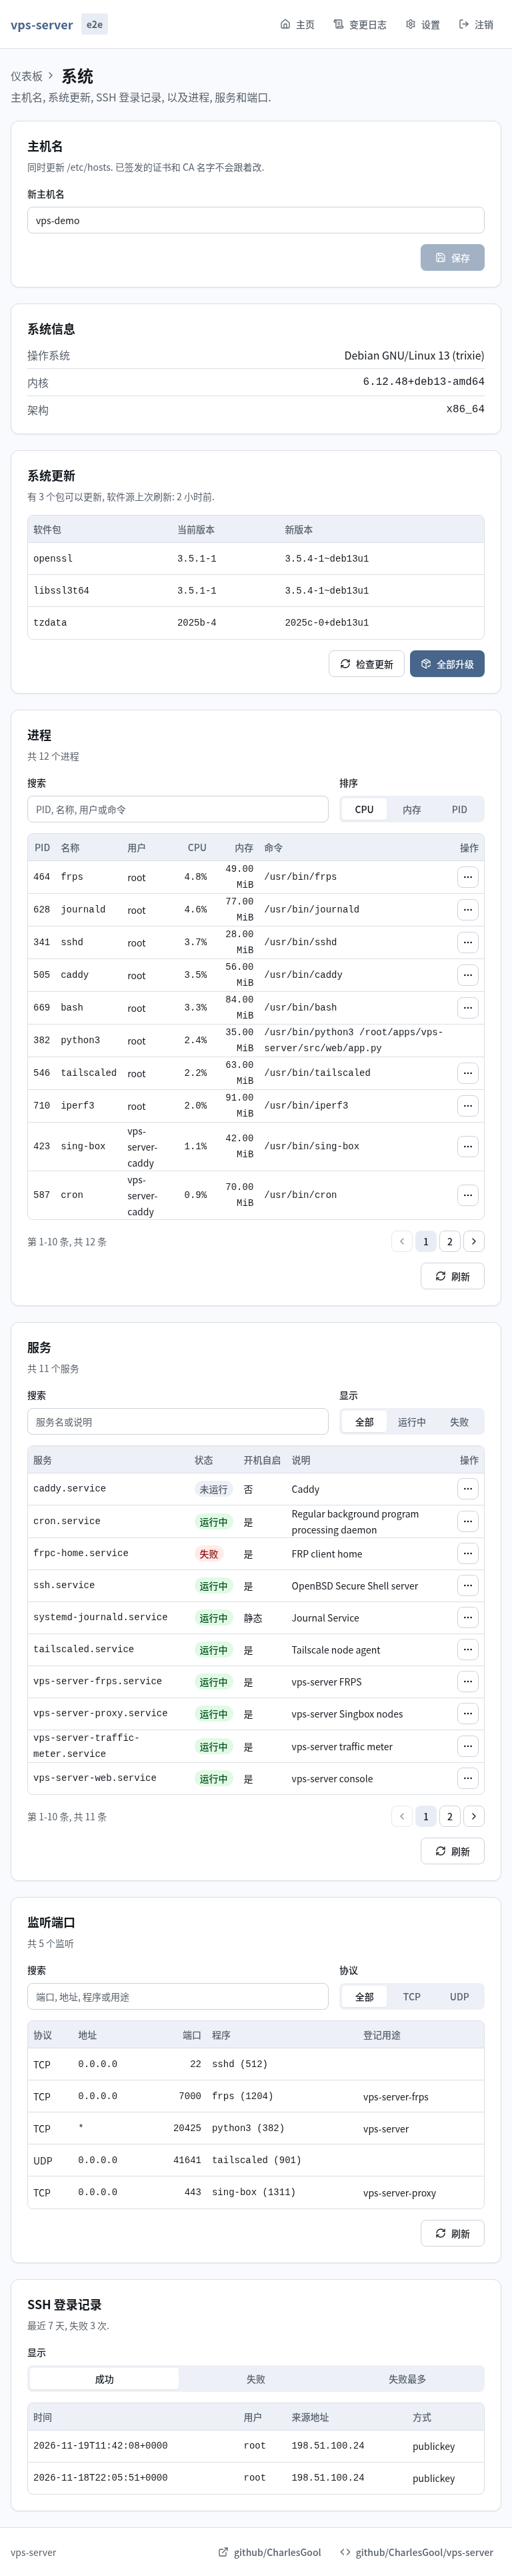 vps-server e2e 主页 变更日志 设置 注销
仪表板 系统
主机名, 系统更新, SSH 登录记录, 以及进程, 服务和端口.
主机名
同时更新 /etc/hosts. 已签发的证书和 CA 名字不会跟着改.
新主机名
vps-demo
保存
系统信息
操作系统 Debian GNU/Linux 13 (trixie)
内核 6.12.48+deb13-amd64
架构 x86_64
系统更新
有 3 个包可以更新, 软件源上次刷新: 2 小时前.
软件包 当前版本 新版本
openssl 3.5.1-1 3.5.4-1~deb13u1
libssl3t64 3.5.1-1 3.5.4-1~deb13u1
tzdata 2025b-4 2025c-0+deb13u1
检查更新 全部升级
进程
共 12 个进程
搜索 排序
PID, 名称, 用户或命令 CPU 内存 PID
PID 名称 用户 CPU 内存 命令 操作
464 frps root 4.8% 49.00 MiB /usr/bin/frps
628 journald root 4.6% 77.00 MiB /usr/bin/journald
341 sshd root 3.7% 28.00 MiB /usr/bin/sshd
505 caddy root 3.5% 56.00 MiB /usr/bin/caddy
669 bash root 3.3% 84.00 MiB /usr/bin/bash
382 python3 root 2.4% 35.00 MiB /usr/bin/python3 /root/apps/vps-server/src/web/app.py
546 tailscaled root 2.2% 63.00 MiB /usr/bin/tailscaled
710 iperf3 root 2.0% 91.00 MiB /usr/bin/iperf3
423 sing-box vps-server-caddy 1.1% 42.00 MiB /usr/bin/sing-box
587 cron vps-server-caddy 0.9% 70.00 MiB /usr/bin/cron
第 1-10 条, 共 12 条 1 2
刷新
服务
共 11 个服务
搜索 显示
服务名或说明 全部 运行中 失败
服务 状态 开机自启 说明 操作
caddy.service 未运行 否 Caddy
cron.service 运行中 是 Regular background program processing daemon
frpc-home.service 失败 是 FRP client home
ssh.service 运行中 是 OpenBSD Secure Shell server
systemd-journald.service 运行中 静态 Journal Service
tailscaled.service 运行中 是 Tailscale node agent
vps-server-frps.service 运行中 是 vps-server FRPS
vps-server-proxy.service 运行中 是 vps-server Singbox nodes
vps-server-traffic-meter.service 运行中 是 vps-server traffic meter
vps-server-web.service 运行中 是 vps-server console
第 1-10 条, 共 11 条 1 2
刷新
监听端口
共 5 个监听
搜索 协议
端口, 地址, 程序或用途 全部 TCP UDP
协议 地址 端口 程序 登记用途
TCP 0.0.0.0 22 sshd (512)
TCP 0.0.0.0 7000 frps (1204) vps-server-frps
TCP * 20425 python3 (382) vps-server
UDP 0.0.0.0 41641 tailscaled (901)
TCP 0.0.0.0 443 sing-box (1311) vps-server-proxy
刷新
SSH 登录记录
最近 7 天, 失败 3 次.
显示
成功 失败 失败最多
时间 用户 来源地址 方式
2026-11-19T11:42:08+0000 root 198.51.100.24 publickey
2026-11-18T22:05:51+0000 root 198.51.100.24 publickey
vps-server github/CharlesGool github/CharlesGool/vps-server